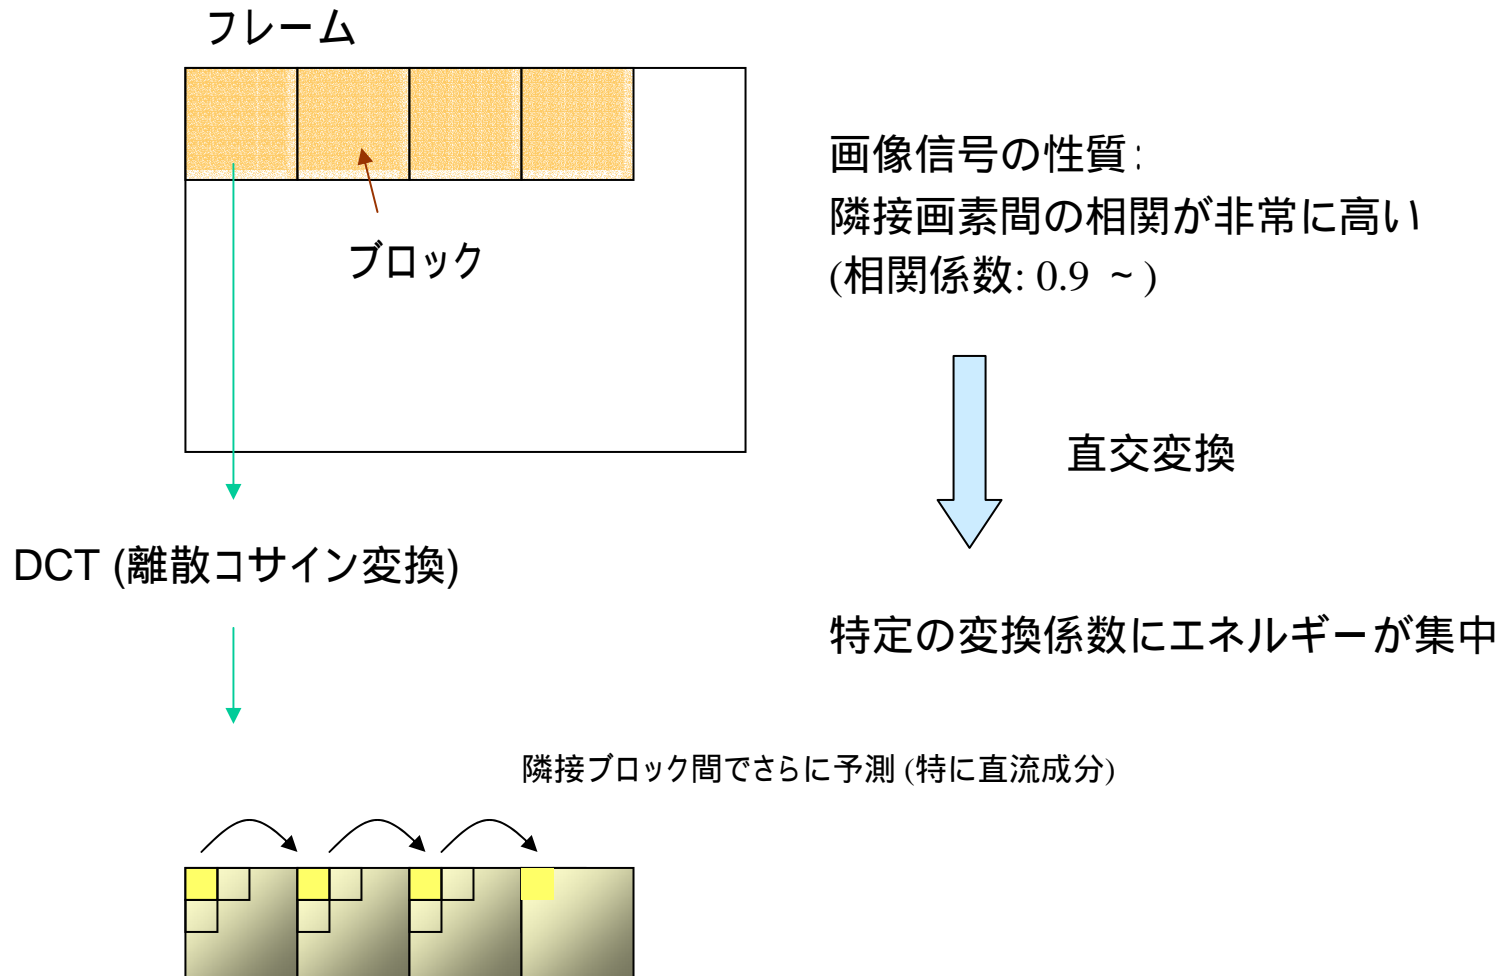 フレーム
ブロック
画像信号の性質:
隣接画素間の相関が非常に高い
(相関係数: 0.9 ~ )
直交変換
DCT (離散コサイン変換)
特定の変換係数にエネルギーが集中
隣接ブロック間でさらに予測 (特に直流成分)